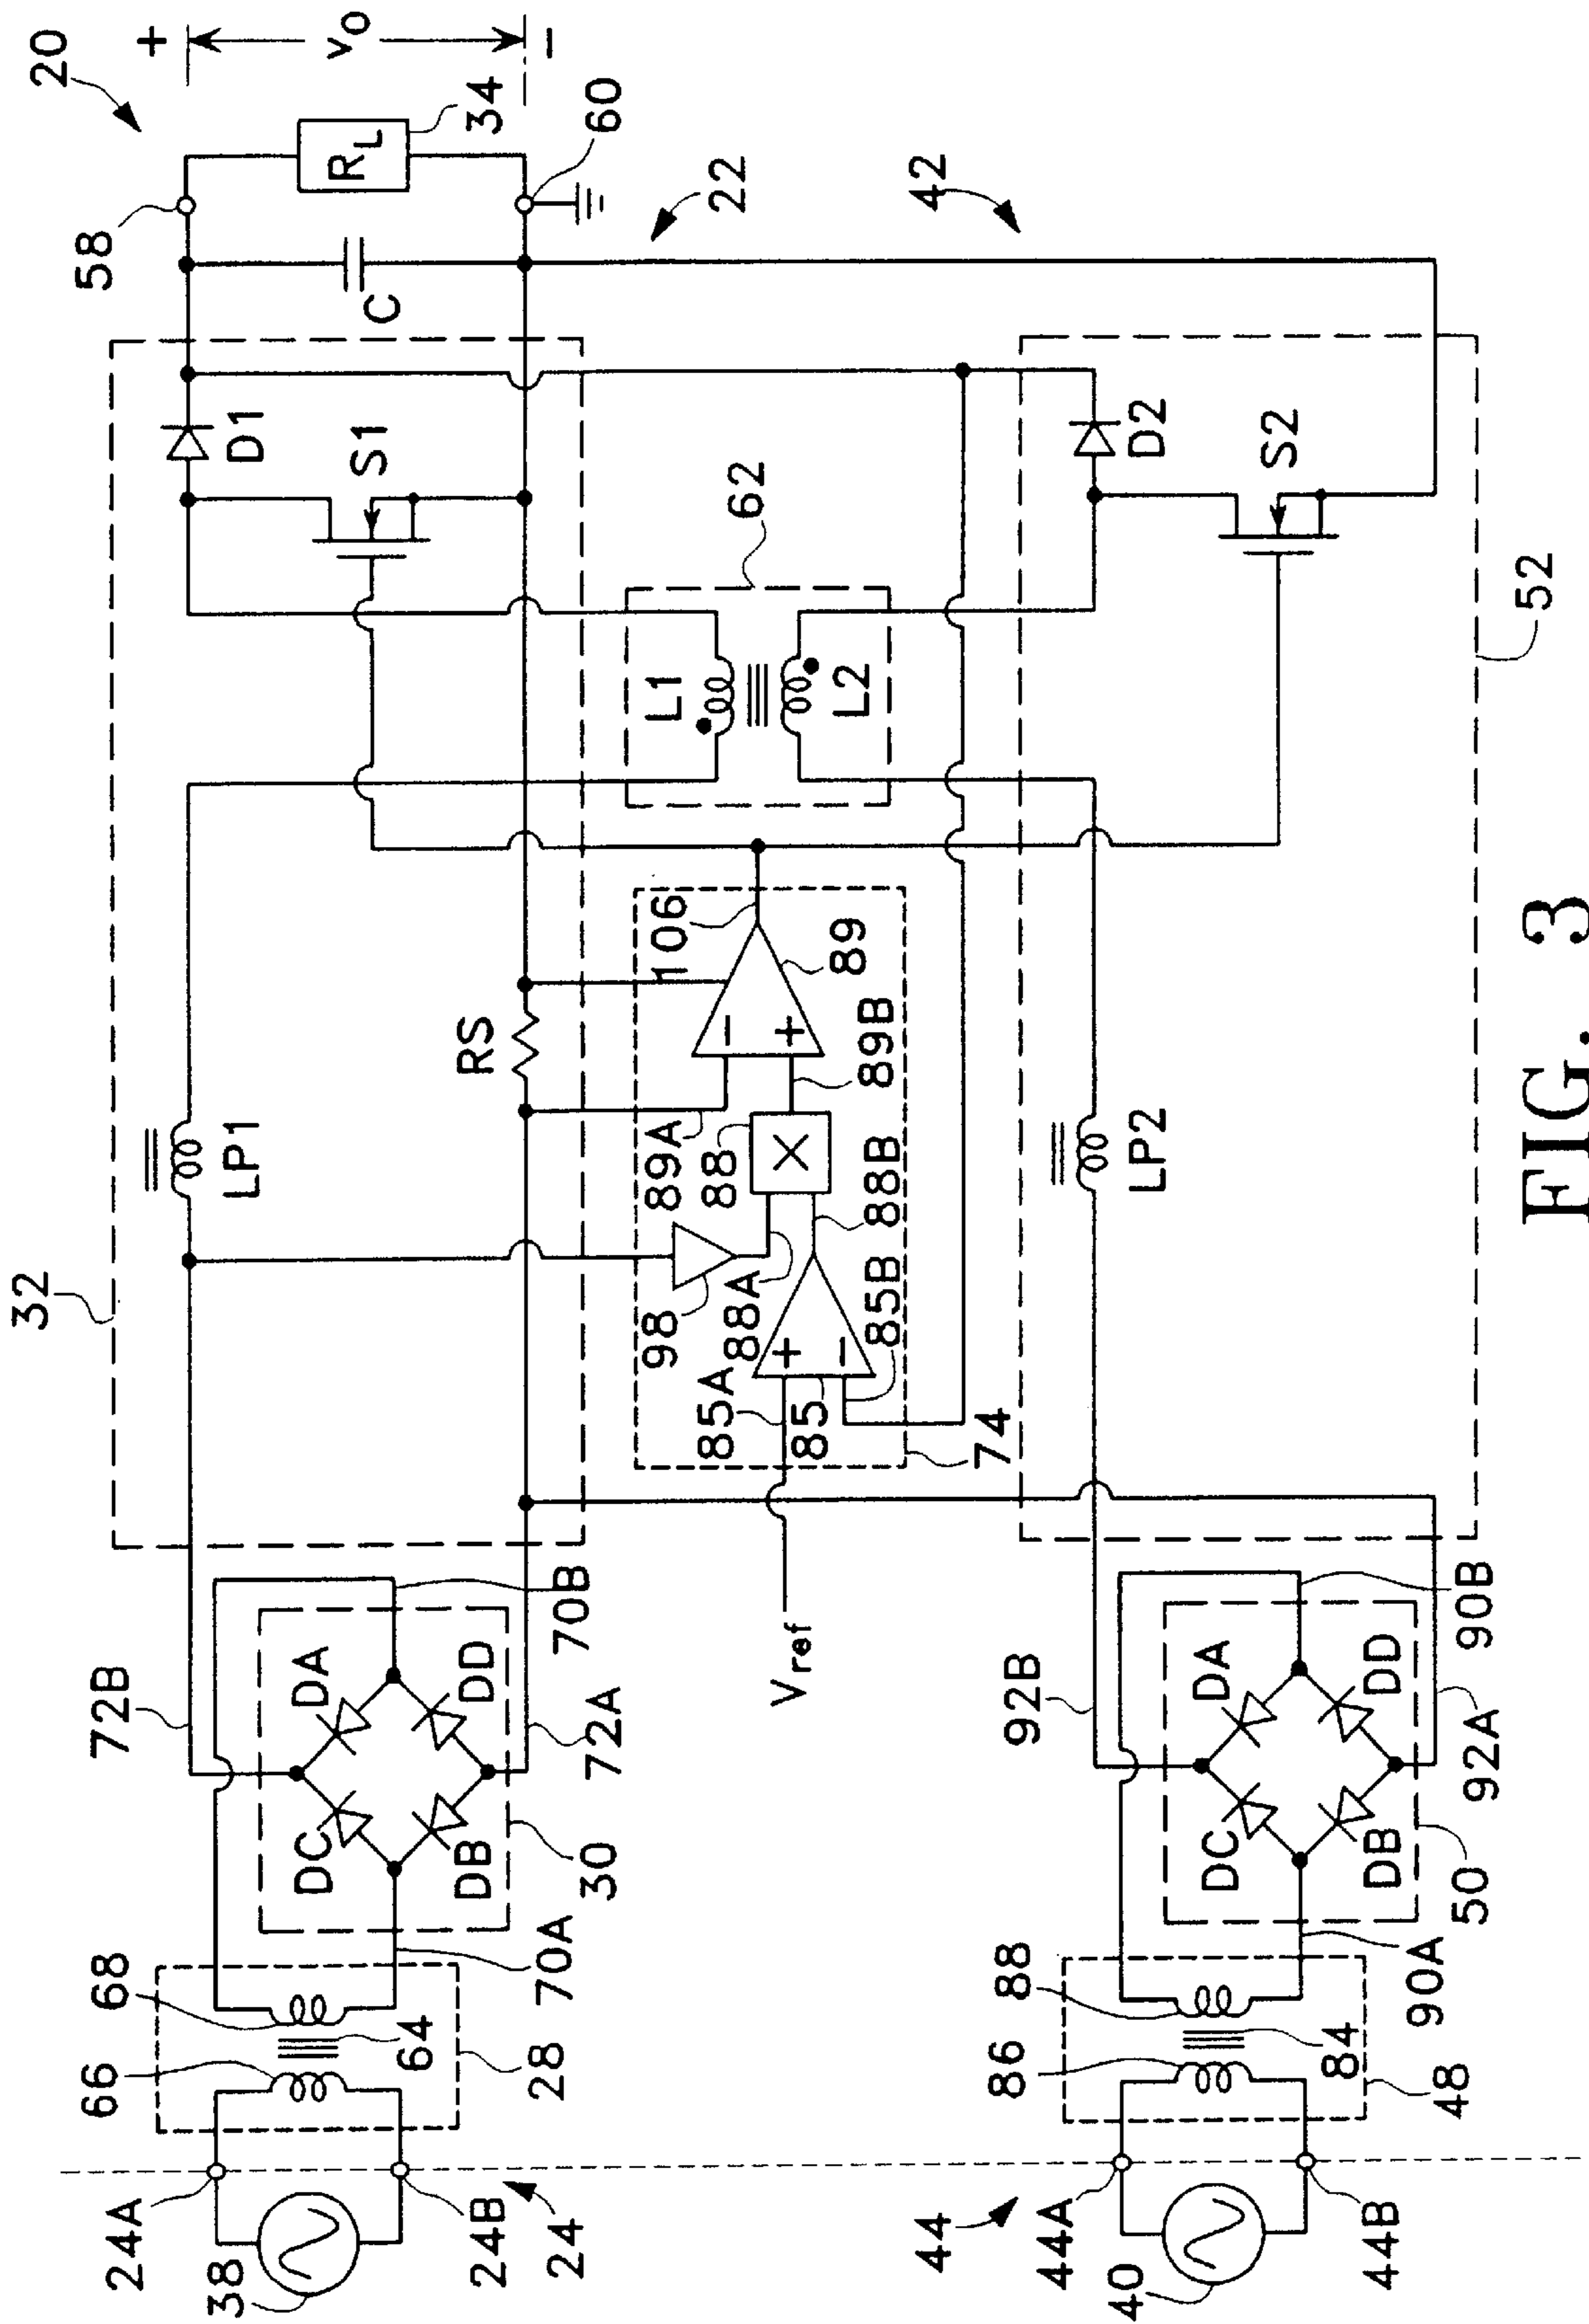 20
+
58
C
R_L
34
v_o
60
−
22
42
32
D1
S1
LP1
RS
62
L1
L2
D2
S2
52
106
−
+
89
89B
89A
88
×
88B
98
88A
85B
+
−
85A
85
74
V_ref
LP2
72B
DA
DD
70B
72A
DC
DB
30
70A
68
66
64
28
24A
38
24B
24
92B
DA
DD
90B
92A
DC
DB
50
90A
88
86
84
48
44
44A
40
44B
FIG. 3